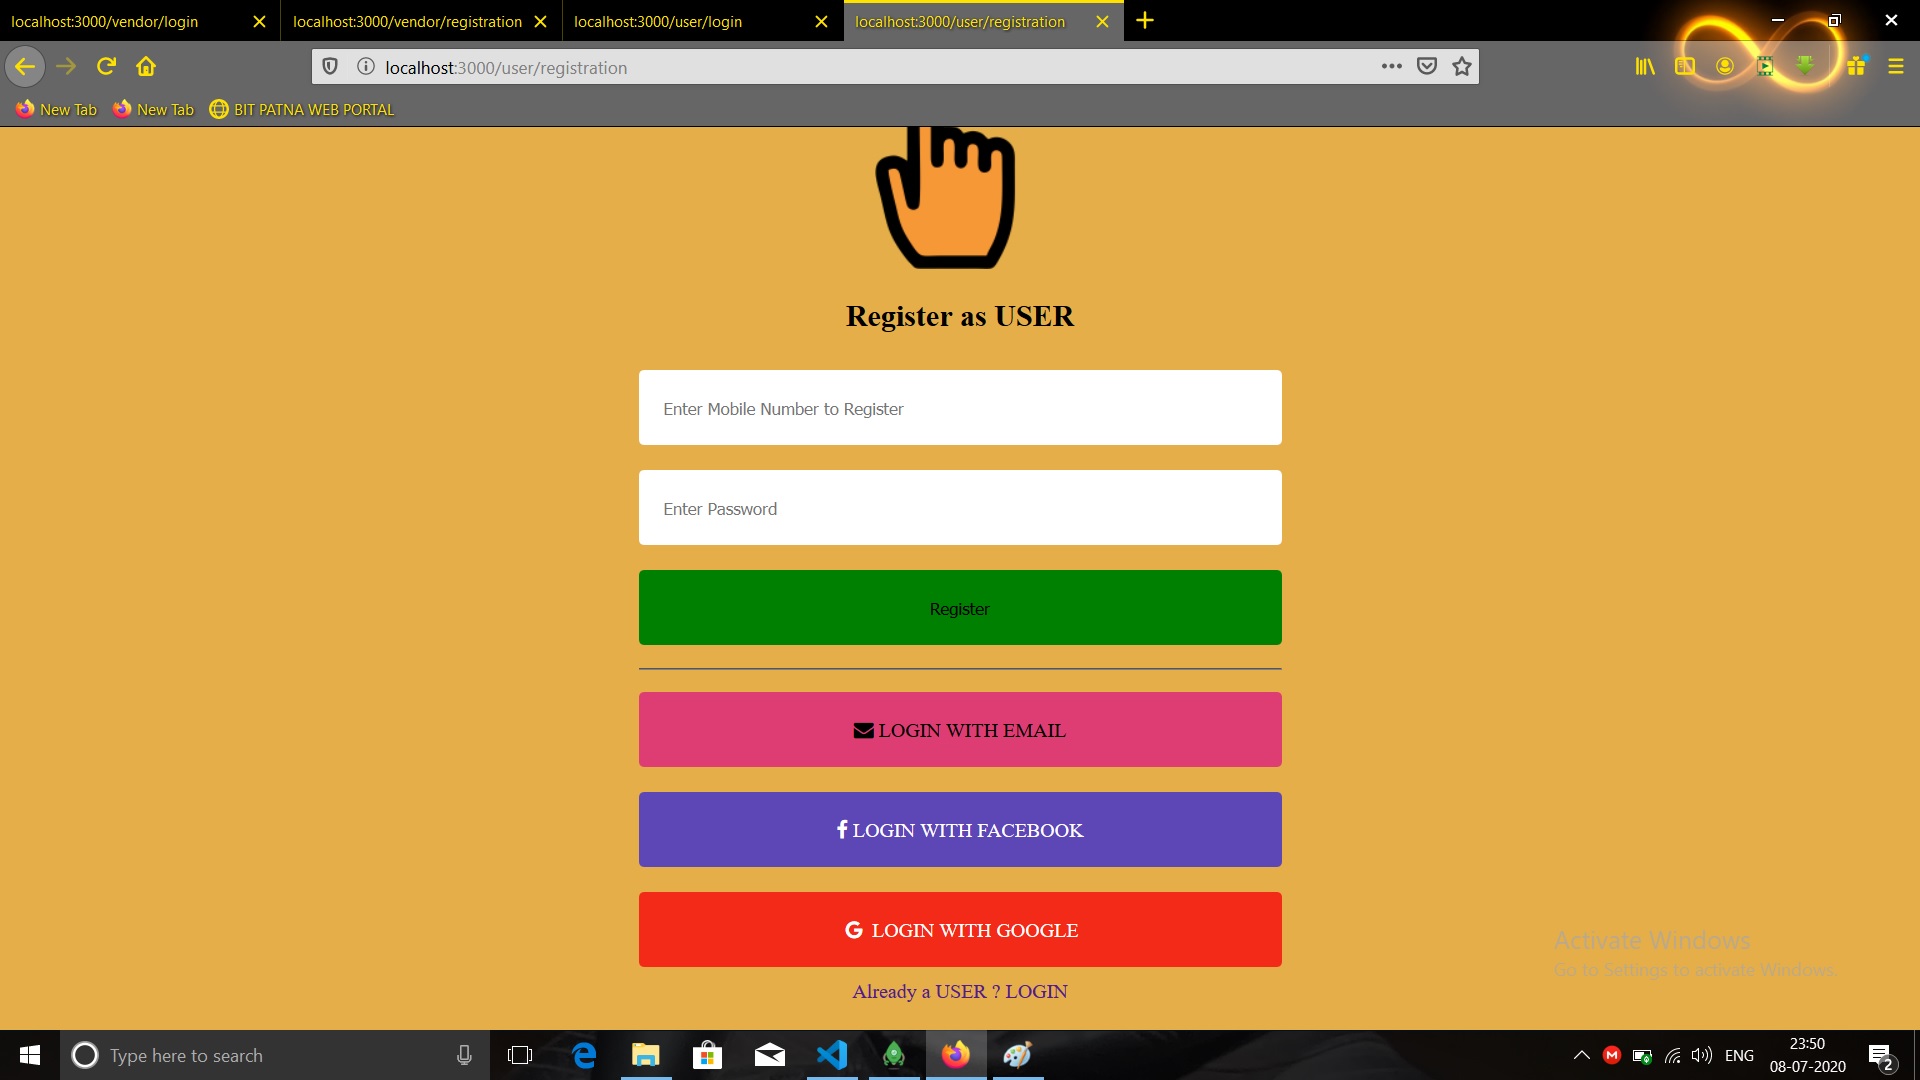 localhost:3000/vendor/login
localhost:3000/vendor/registration
localhost:3000/user/login
localhost:3000/user/registration
localhost:3000/user/registration
New Tab
New Tab
BIT PATNA WEB PORTAL
Register as USER
Enter Mobile Number to Register
Enter Password
Register
LOGIN WITH EMAIL
LOGIN WITH FACEBOOK
LOGIN WITH GOOGLE
Already a USER ? LOGIN
Activate Windows
Go to Settings to activate Windows.
Type here to search
ENG
23:50
08-07-2020
2